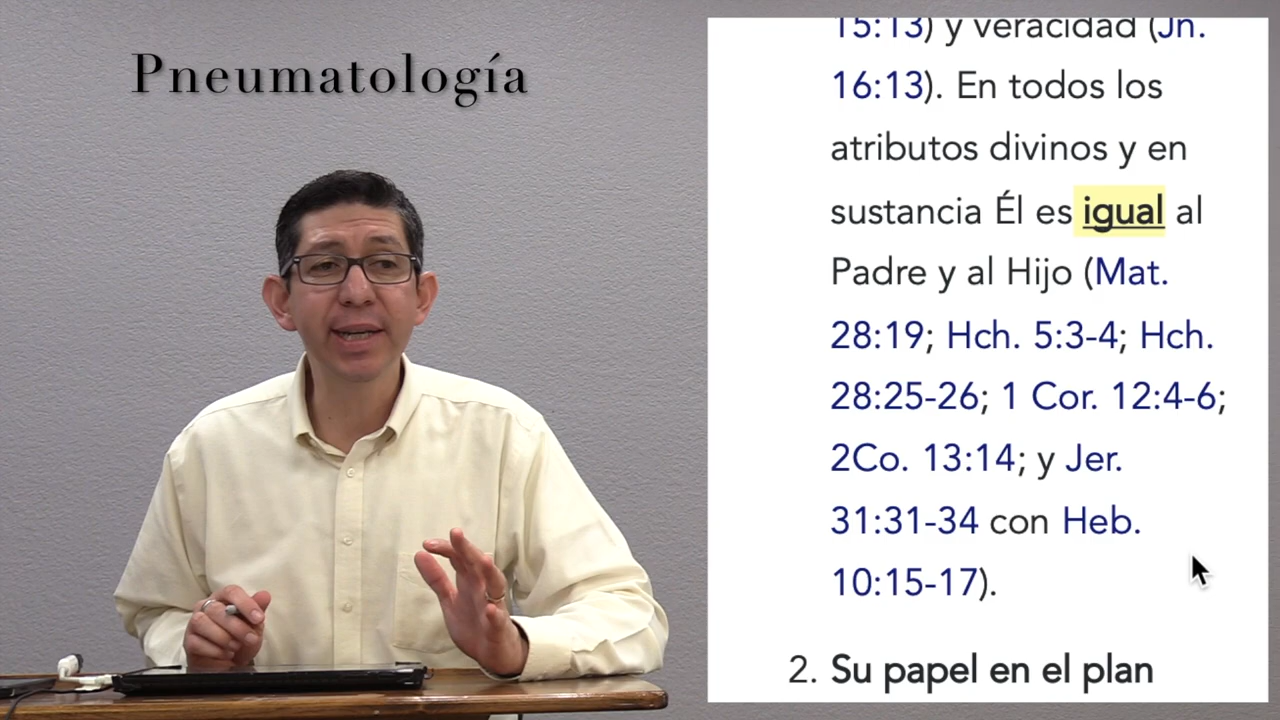 Pneumatología
15:13) y veracidad (Jn.
16:13). En todos los
atributos divinos y en
sustancia Él es igual al
Padre y al Hijo (Mat.
28:19; Hch. 5:3-4; Hch.
28:25-26; 1 Cor. 12:4-6;
2Co. 13:14; y Jer.
31:31-34 con Heb.
10:15-17).
2. Su papel en el plan